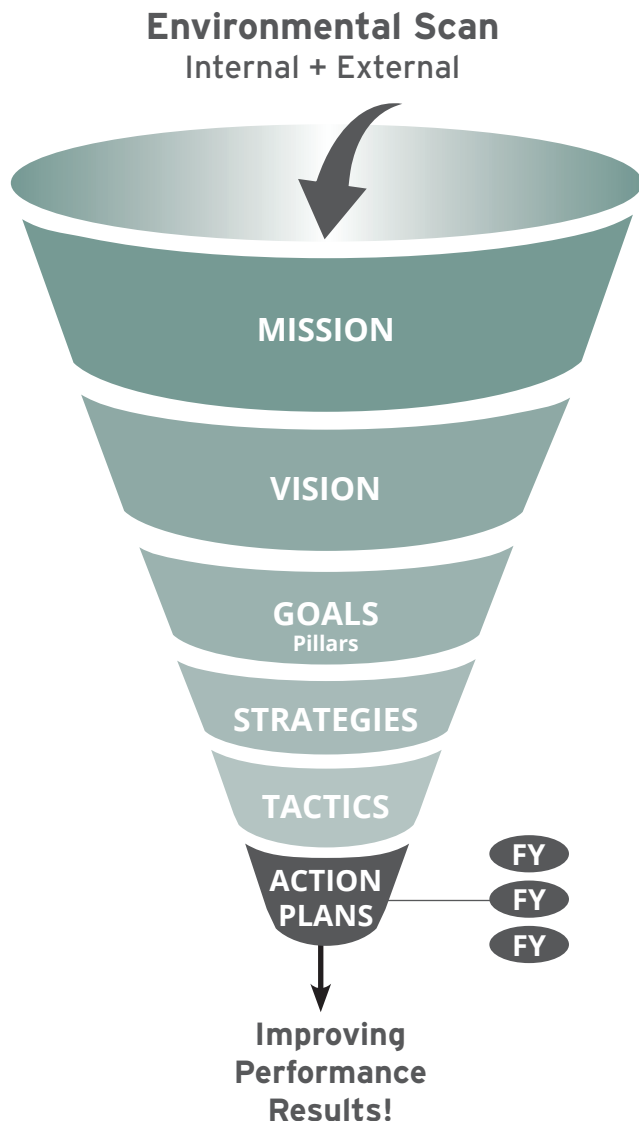 Environmental Scan
Internal + External
MISSION
VISION
GOALS
Pillars
STRATEGIES
TACTICS
ACTION
PLANS
FY
FY
FY
Improving
Performance
Results!